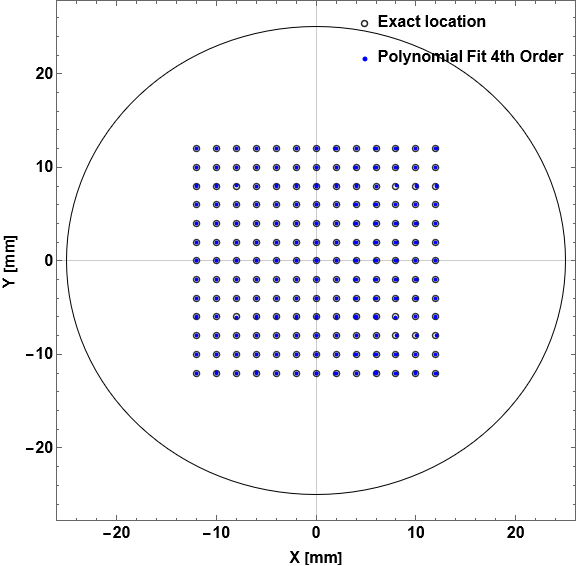 Exact location
Polynomial Fit 4th Order
20
10
0
−10
−20
Y [mm]
−20 −10 0 10 20
X [mm]